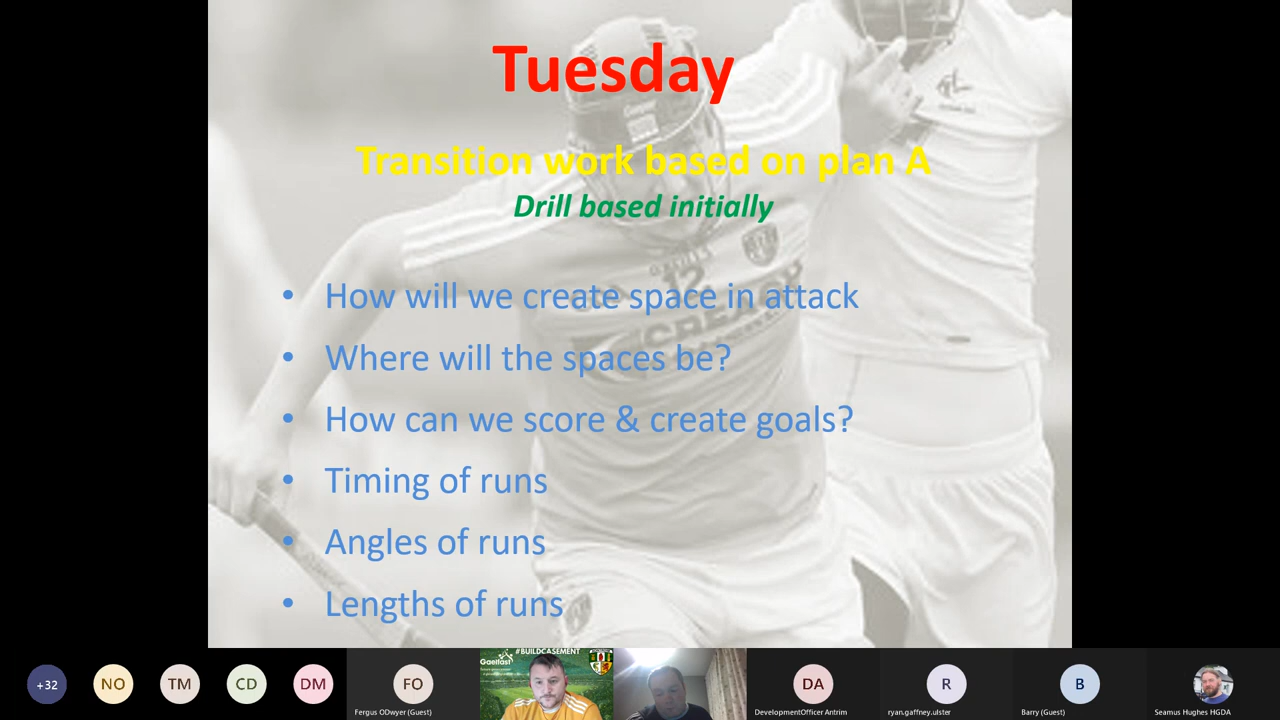 Tuesday
Transition work based on plan A
Drill based initially
• How will we create space in attack
• Where will the spaces be?
• How can we score & create goals?
• Timing of runs
• Angles of runs
• Lengths of runs
12
#BUILDCASEMENT
Gaelfast
+32
NO
TM
CD
DM
FO
DA
R
B
Fergus ODwyer (Guest)
DevelopmentOfficer Antrim
ryan.gaffney.ulster
Barry (Guest)
Seamus Hughes HGDA